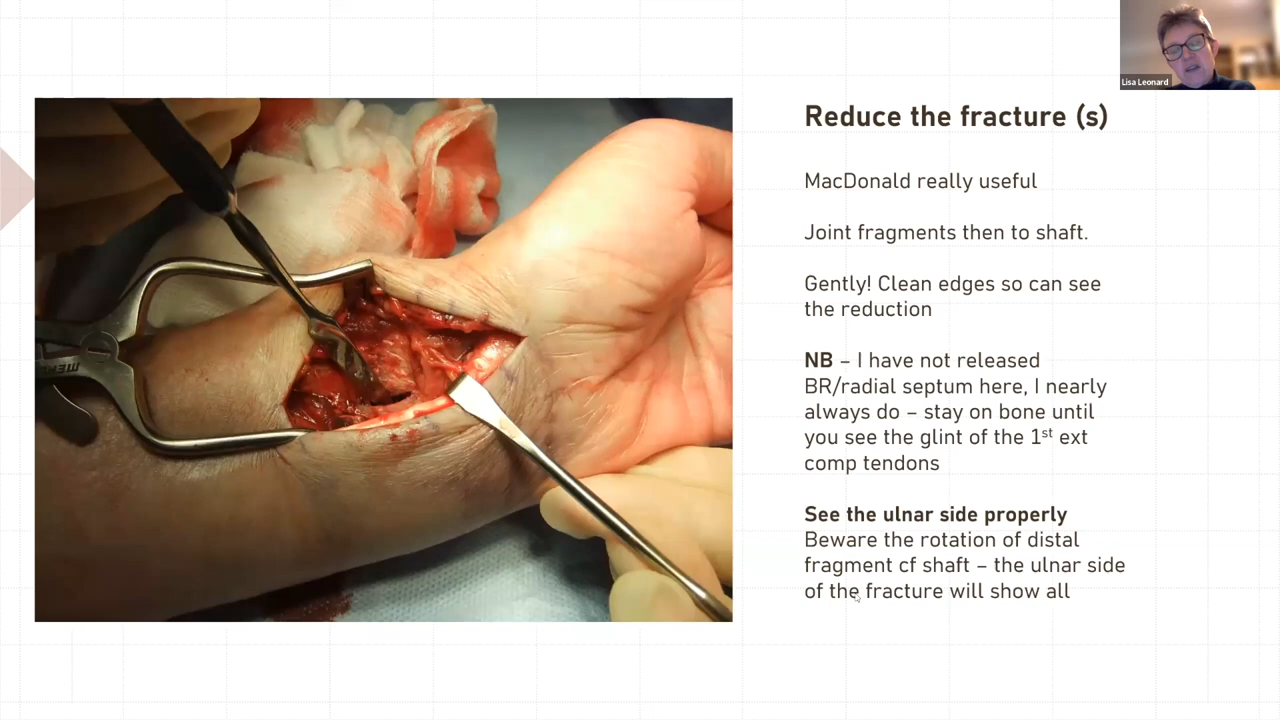 Lisa Leonard
Reduce the fracture (s)
MacDonald really useful
Joint fragments then to shaft.
Gently! Clean edges so can see
the reduction
NB – I have not released
BR/radial septum here, I nearly
always do – stay on bone until
you see the glint of the 1st ext
comp tendons
See the ulnar side properly
Beware the rotation of distal
fragment cf shaft – the ulnar side
of the fracture will show all